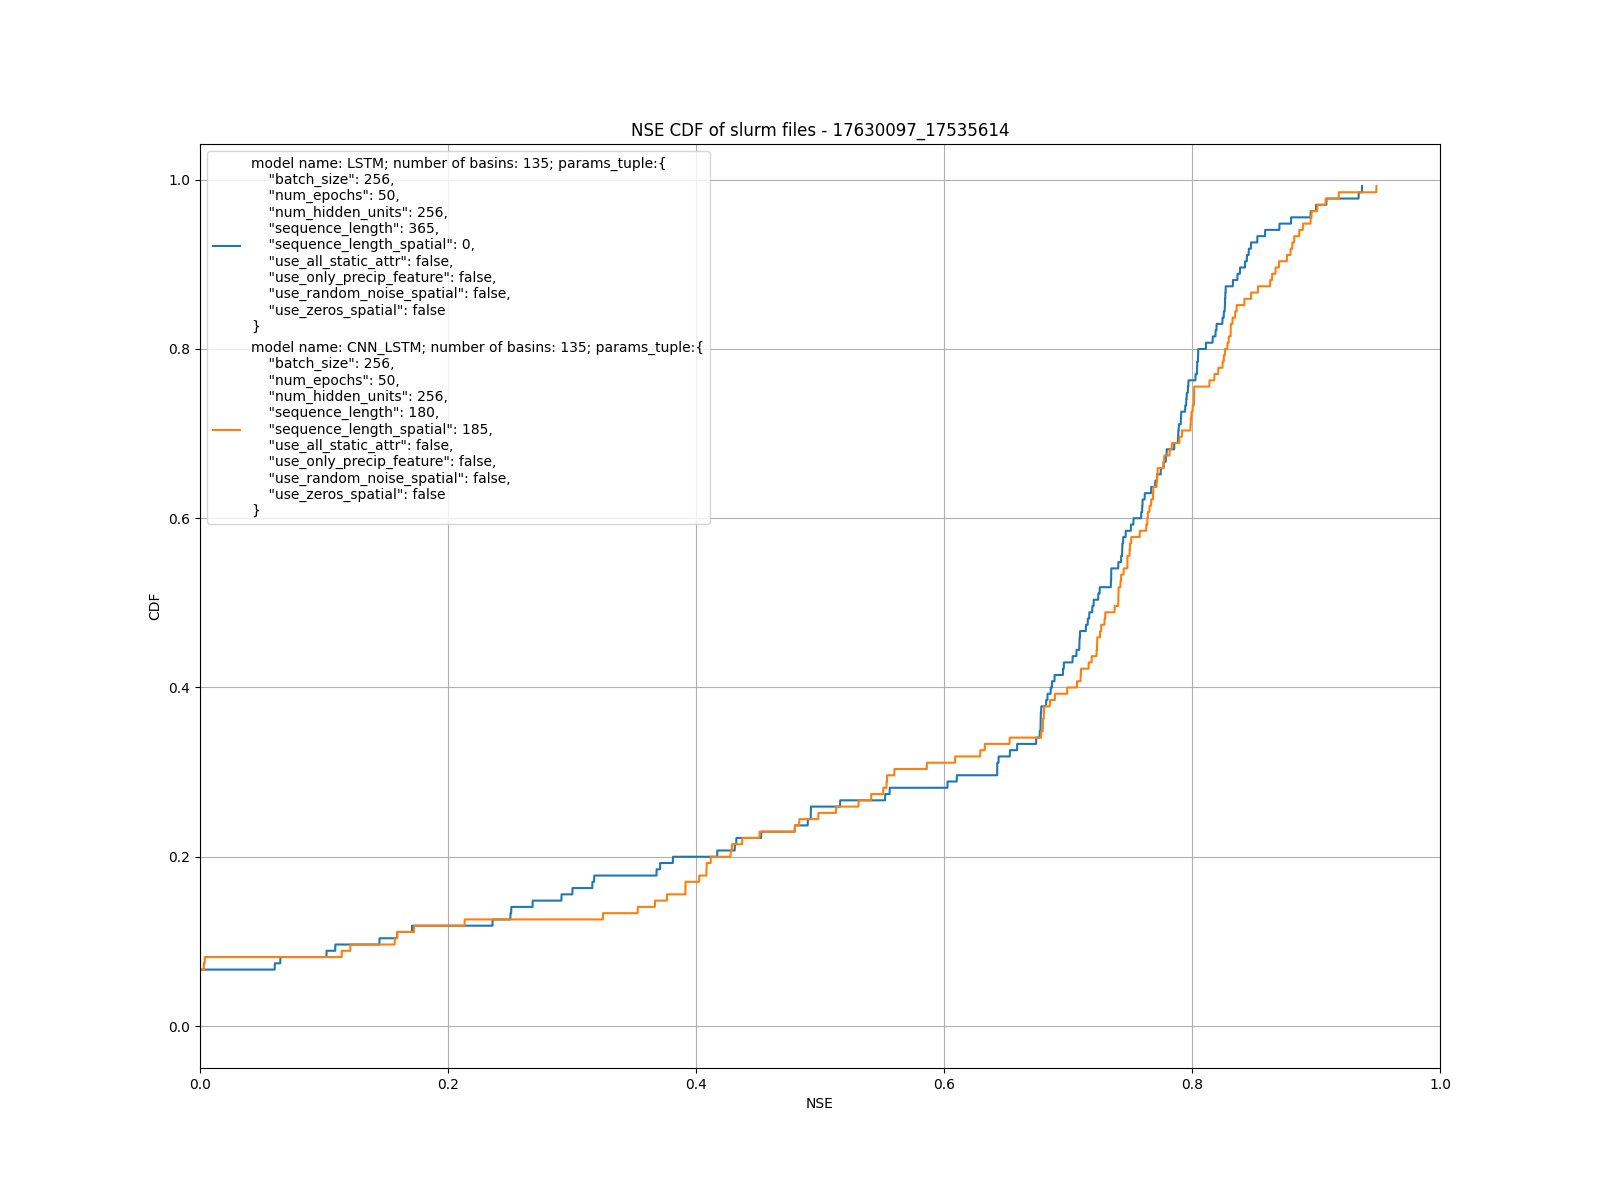 NSE CDF of slurm files - 17630097_17535614
model name: LSTM; number of basins: 135; params_tuple:{
"batch_size": 256,
"num_epochs": 50,
"num_hidden_units": 256,
"sequence_length": 365,
"sequence_length_spatial": 0,
"use_all_static_attr": false,
"use_only_precip_feature": false,
"use_random_noise_spatial": false,
"use_zeros_spatial": false
}
model name: CNN_LSTM; number of basins: 135; params_tuple:{
"batch_size": 256,
"num_epochs": 50,
"num_hidden_units": 256,
"sequence_length": 180,
"sequence_length_spatial": 185,
"use_all_static_attr": false,
"use_only_precip_feature": false,
"use_random_noise_spatial": false,
"use_zeros_spatial": false
}
1.0
0.8
0.6
0.4
0.2
0.0
CDF
0.0 0.2 0.4 0.6 0.8 1.0
NSE